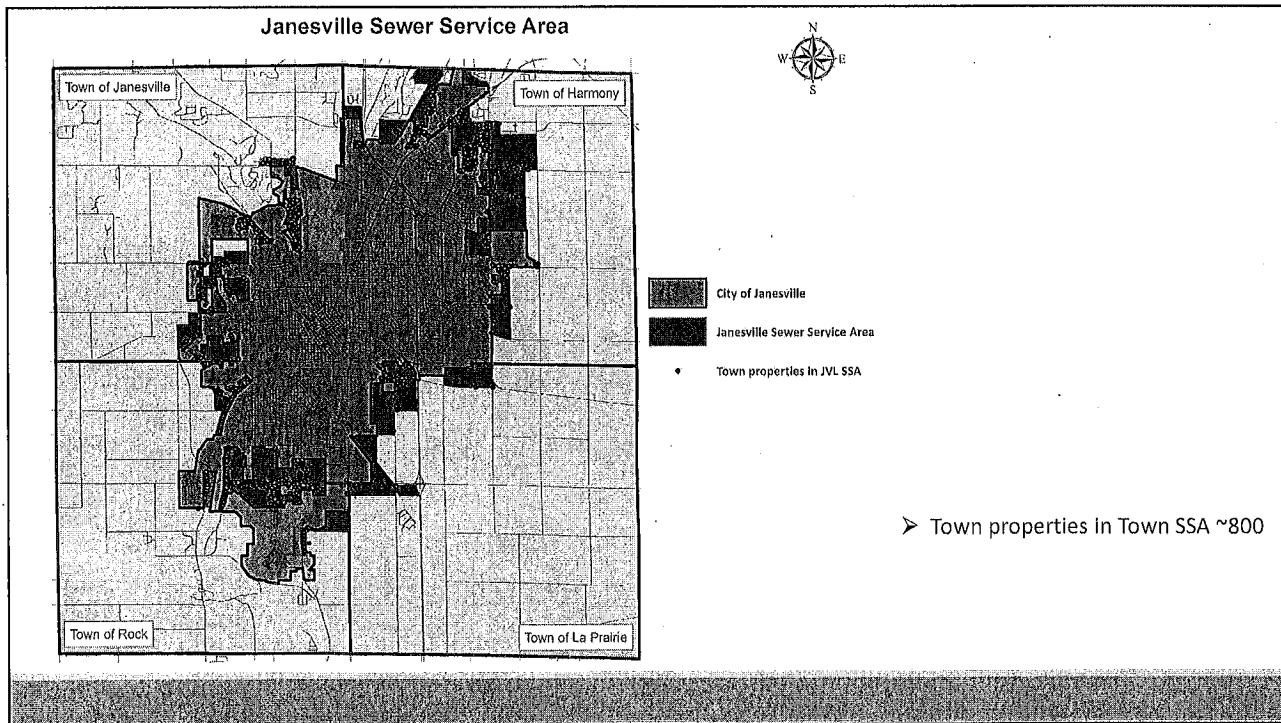 Janesville Sewer Service Area
N
W E
S
Town of Janesville
Town of Harmony
City of Janesville
Janesville Sewer Service Area
Town properties in JVL SSA
➤ Town properties in Town SSA ~800
Town of Rock
Town of La Prairie